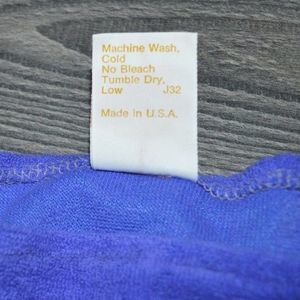 Machine Wash,
Cold
No Bleach
Tumble Dry,
Low J32
Made in U.S.A.